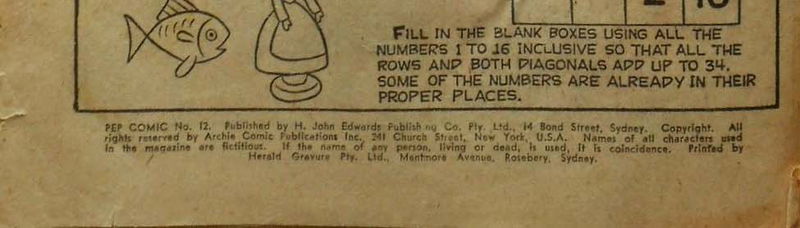 FILL IN THE BLANK BOXES USING ALL THE
NUMBERS 1 TO 16 INCLUSIVE SO THAT ALL THE
ROWS AND BOTH DIAGONALS ADD UP TO 34.
SOME OF THE NUMBERS ARE ALREADY IN THEIR
PROPER PLACES.
PEP COMIC No. 12. Published by H. John Edwards Publishing Co. Pty. Ltd., 14 Bond Street, Sydney. Copyright. All
rights reserved by Archie Comic Publications Inc., 241 Church Street, New York, U.S.A. Names of all characters used
in the magazine are fictitious. If the name of any person, living or dead, is used, it is coincidence. Printed by
Herald Gravure Pty. Ltd., Mentmore Avenue, Rosebery, Sydney.